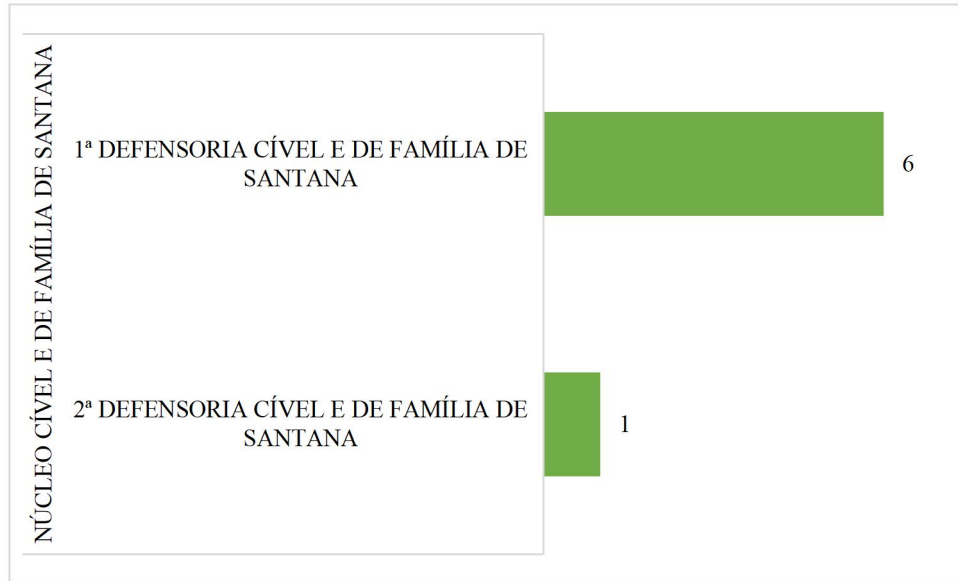 NÚCLEO CÍVEL E DE FAMÍLIA DE SANTANA
1ª DEFENSORIA CÍVEL E DE FAMÍLIA DE
SANTANA
6
2ª DEFENSORIA CÍVEL E DE FAMÍLIA DE
SANTANA
1